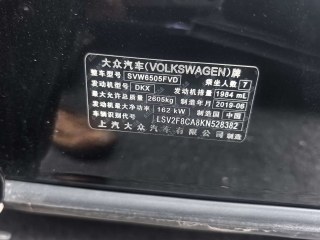 大众汽车(VOLKSWAGEN)牌
整车型号 SVW6505FVD 乘坐人数 7
发动机型号 DKX 发动机排量 1984 mL
最大允许总质量 2605kg 制造年月 2019-06
发动机最大净功率 162 kW 制造国 中国
车辆识别代号 LSV2F6CA8KN528382
上汽大众汽车有限公司制造